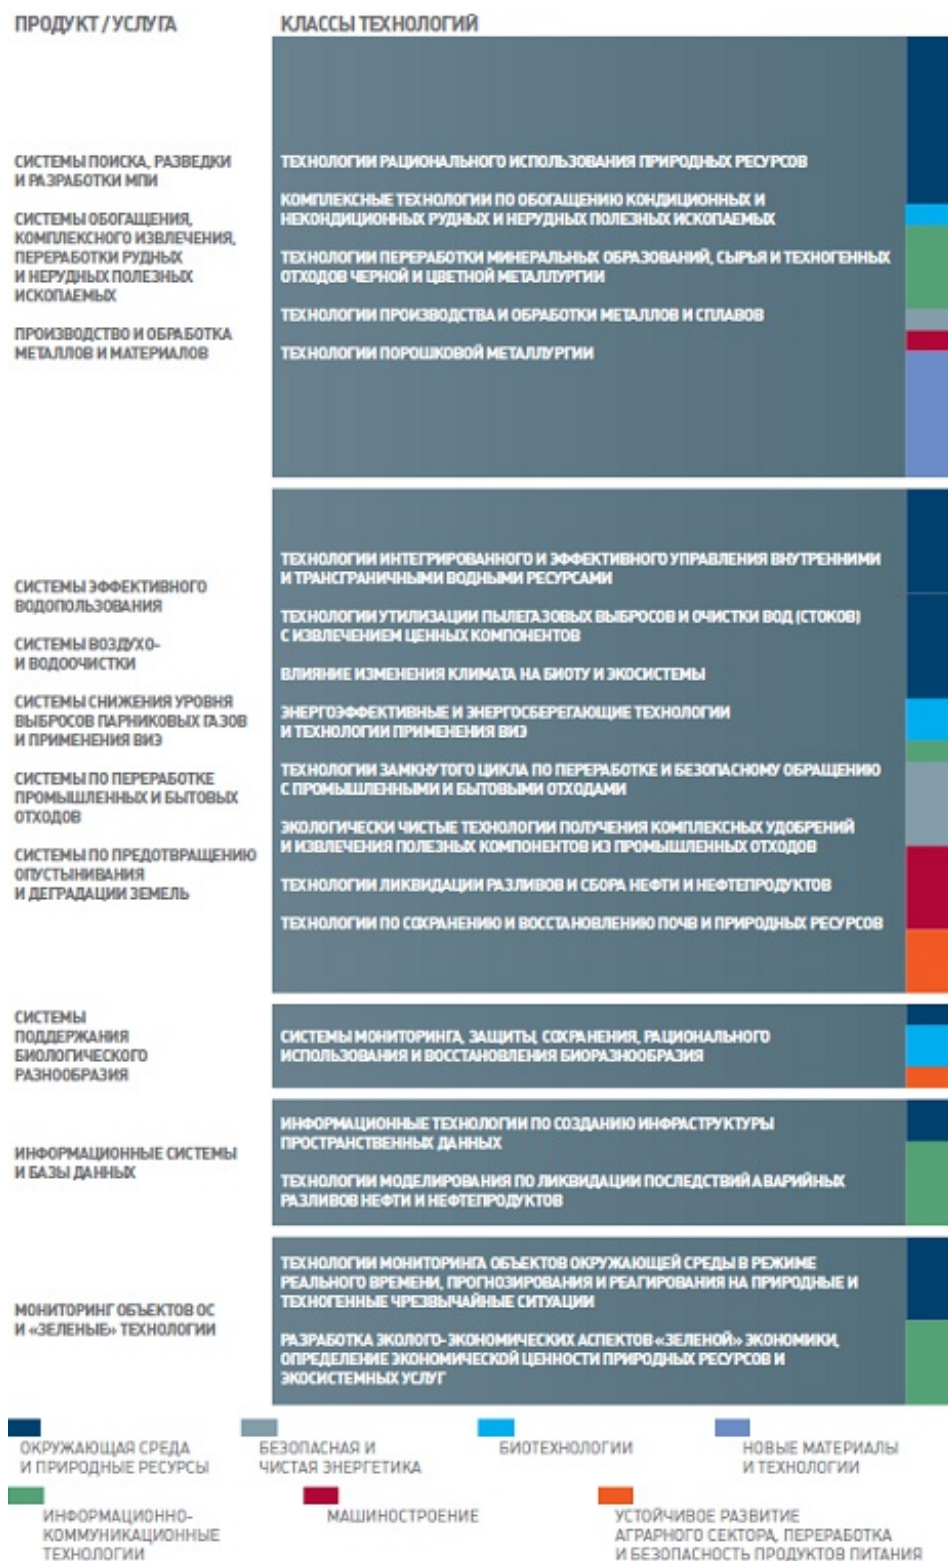 ПРОДУКТ / УСЛУГА
КЛАССЫ ТЕХНОЛОГИЙ
СИСТЕМЫ ПОИСКА, РАЗВЕДКИ
И РАЗРАБОТКИ МПИ
СИСТЕМЫ ОБОГАЩЕНИЯ,
КОМПЛЕКСНОГО ИЗВЛЕЧЕНИЯ,
ПЕРЕРАБОТКИ РУДНЫХ
И НЕРУДНЫХ ПОЛЕЗНЫХ
ИСКОПАЕМЫХ
ПРОИЗВОДСТВО И ОБРАБОТКА
МЕТАЛЛОВ И МАТЕРИАЛОВ
ТЕХНОЛОГИИ РАЦИОНАЛЬНОГО ИСПОЛЬЗОВАНИЯ ПРИРОДНЫХ РЕСУРСОВ
КОМПЛЕКСНЫЕ ТЕХНОЛОГИИ ПО ОБОГАЩЕНИЮ КОНДИЦИОННЫХ И
НЕКОНДИЦИОННЫХ РУДНЫХ И НЕРУДНЫХ ПОЛЕЗНЫХ ИСКОПАЕМЫХ
ТЕХНОЛОГИИ ПЕРЕРАБОТКИ МИНЕРАЛЬНЫХ ОБРАЗОВАНИЙ, СЫРЬЯ И ТЕХНОГЕННЫХ
ОТХОДОВ ЧЕРНОЙ И ЦВЕТНОЙ МЕТАЛЛУРГИИ
ТЕХНОЛОГИИ ПРОИЗВОДСТВА И ОБРАБОТКИ МЕТАЛЛОВ И СПЛАВОВ
ТЕХНОЛОГИИ ПОРОШКОВОЙ МЕТАЛЛУРГИИ
СИСТЕМЫ ЭФФЕКТИВНОГО
ВОДОПОЛЬЗОВАНИЯ
СИСТЕМЫ ВОЗДУХО-
И ВОДООЧИСТКИ
СИСТЕМЫ СНИЖЕНИЯ УРОВНЯ
ВЫБРОСОВ ПАРНИКОВЫХ ГАЗОВ
И ПРИМЕНЕНИЯ ВИЭ
СИСТЕМЫ ПО ПЕРЕРАБОТКЕ
ПРОМЫШЛЕННЫХ И БЫТОВЫХ
ОТХОДОВ
СИСТЕМЫ ПО ПРЕДОТВРАЩЕНИЮ
ОПУСТЫНИВАНИЯ
И ДЕГРАДАЦИИ ЗЕМЕЛЬ
ТЕХНОЛОГИИ ИНТЕГРИРОВАННОГО И ЭФФЕКТИВНОГО УПРАВЛЕНИЯ ВНУТРЕННИМИ
И ТРАНСГРАНИЧНЫМИ ВОДНЫМИ РЕСУРСАМИ
ТЕХНОЛОГИИ УТИЛИЗАЦИИ ПЫЛЕГАЗОВЫХ ВЫБРОСОВ И ОЧИСТКИ ВОД (СТОКОВ)
С ИЗВЛЕЧЕНИЕМ ЦЕННЫХ КОМПОНЕНТОВ
ВЛИЯНИЕ ИЗМЕНЕНИЯ КЛИМАТА НА БИОТУ И ЭКОСИСТЕМЫ
ЭНЕРГОЭФФЕКТИВНЫЕ И ЭНЕРГОСБЕРЕГАЮЩИЕ ТЕХНОЛОГИИ
И ТЕХНОЛОГИИ ПРИМЕНЕНИЯ ВИЭ
ТЕХНОЛОГИИ ЗАМКНУТОГО ЦИКЛА ПО ПЕРЕРАБОТКЕ И БЕЗОПАСНОМУ ОБРАЩЕНИЮ
С ПРОМЫШЛЕННЫМИ И БЫТОВЫМИ ОТХОДАМИ
ЭКОЛОГИЧЕСКИ ЧИСТЫЕ ТЕХНОЛОГИИ ПОЛУЧЕНИЯ КОМПЛЕКСНЫХ УДОБРЕНИЙ
И ИЗВЛЕЧЕНИЯ ПОЛЕЗНЫХ КОМПОНЕНТОВ ИЗ ПРОМЫШЛЕННЫХ ОТХОДОВ
ТЕХНОЛОГИИ ЛИКВИДАЦИИ РАЗЛИВОВ И СБОРА НЕФТИ И НЕФТЕПРОДУКТОВ
ТЕХНОЛОГИИ ПО СОХРАНЕНИЮ И ВОССТАНОВЛЕНИЮ ПОЧВ И ПРИРОДНЫХ РЕСУРСОВ
СИСТЕМЫ
ПОДДЕРЖАНИЯ
БИОЛОГИЧЕСКОГО
РАЗНООБРАЗИЯ
СИСТЕМЫ МОНИТОРИНГА, ЗАЩИТЫ, СОХРАНЕНИЯ, РАЦИОНАЛЬНОГО
ИСПОЛЬЗОВАНИЯ И ВОССТАНОВЛЕНИЯ БИОРАЗНООБРАЗИЯ
ИНФОРМАЦИОННЫЕ СИСТЕМЫ
И БАЗЫ ДАННЫХ
ИНФОРМАЦИОННЫЕ ТЕХНОЛОГИИ ПО СОЗДАНИЮ ИНФРАСТРУКТУРЫ
ПРОСТРАНСТВЕННЫХ ДАННЫХ
ТЕХНОЛОГИИ МОДЕЛИРОВАНИЯ ПО ЛИКВИДАЦИИ ПОСЛЕДСТВИЙ АВАРИЙНЫХ
РАЗЛИВОВ НЕФТИ И НЕФТЕПРОДУКТОВ
МОНИТОРИНГ ОБЪЕКТОВ ОС
И «ЗЕЛЕНЫЕ» ТЕХНОЛОГИИ
ТЕХНОЛОГИИ МОНИТОРИНГА ОБЪЕКТОВ ОКРУЖАЮЩЕЙ СРЕДЫ В РЕЖИМЕ
РЕАЛЬНОГО ВРЕМЕНИ, ПРОГНОЗИРОВАНИЯ И РЕАГИРОВАНИЯ НА ПРИРОДНЫЕ И
ТЕХНОГЕННЫЕ ЧРЕЗВЫЧАЙНЫЕ СИТУАЦИИ
РАЗРАБОТКА ЭКОЛОГО-ЭКОНОМИЧЕСКИХ АСПЕКТОВ «ЗЕЛЕНОЙ» ЭКОНОМИКИ,
ОПРЕДЕЛЕНИЕ ЭКОНОМИЧЕСКОЙ ЦЕННОСТИ ПРИРОДНЫХ РЕСУРСОВ И
ЭКОСИСТЕМНЫХ УСЛУГ
ОКРУЖАЮЩАЯ СРЕДА
И ПРИРОДНЫЕ РЕСУРСЫ
БЕЗОПАСНАЯ И
ЧИСТАЯ ЭНЕРГЕТИКА
БИОТЕХНОЛОГИИ
НОВЫЕ МАТЕРИАЛЫ
И ТЕХНОЛОГИИ
ИНФОРМАЦИОННО-
КОММУНИКАЦИОННЫЕ
ТЕХНОЛОГИИ
МАШИНОСТРОЕНИЕ
УСТОЙЧИВОЕ РАЗВИТИЕ
АГРАРНОГО СЕКТОРА, ПЕРЕРАБОТКА
И БЕЗОПАСНОСТЬ ПРОДУКТОВ ПИТАНИЯ